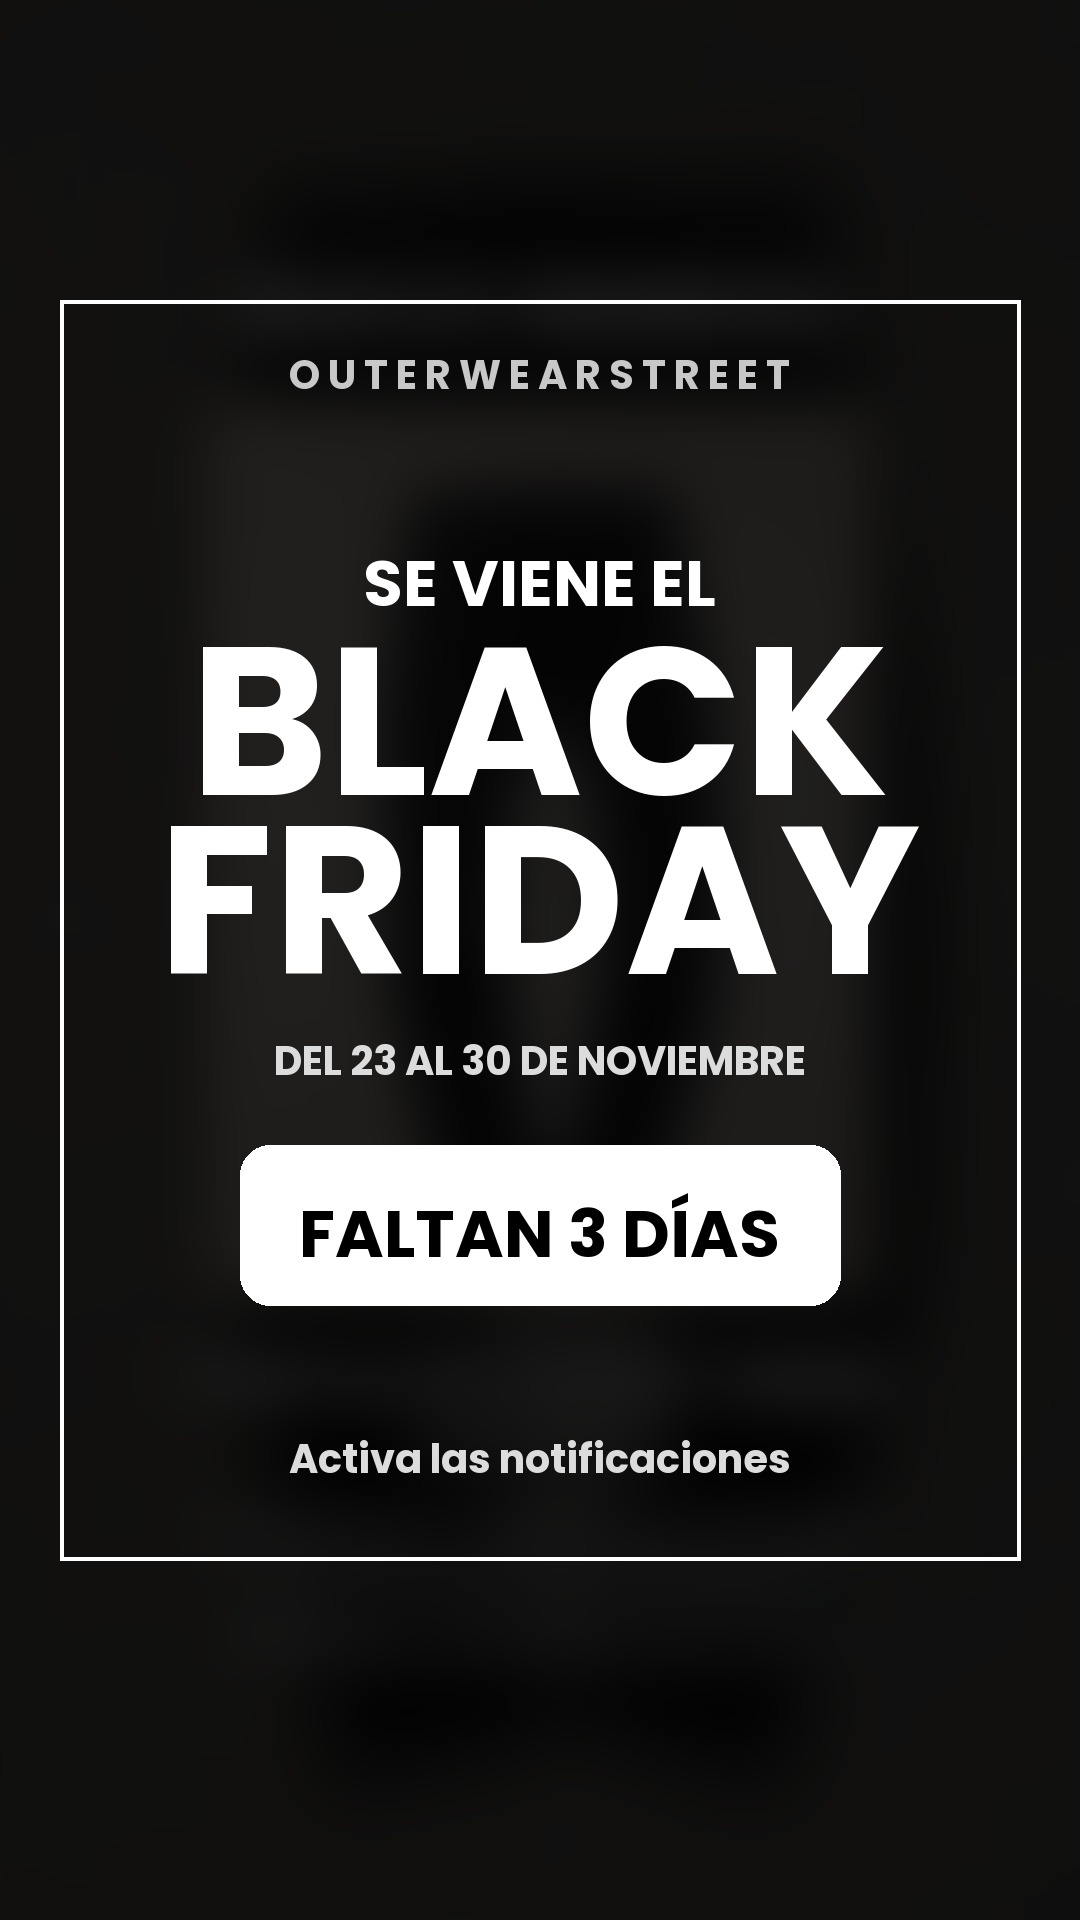 OUTERWEARSTREET
SE VIENE EL
BLACK
FRIDAY
DEL 23 AL 30 DE NOVIEMBRE
FALTAN 3 DÍAS
Activa las notificaciones